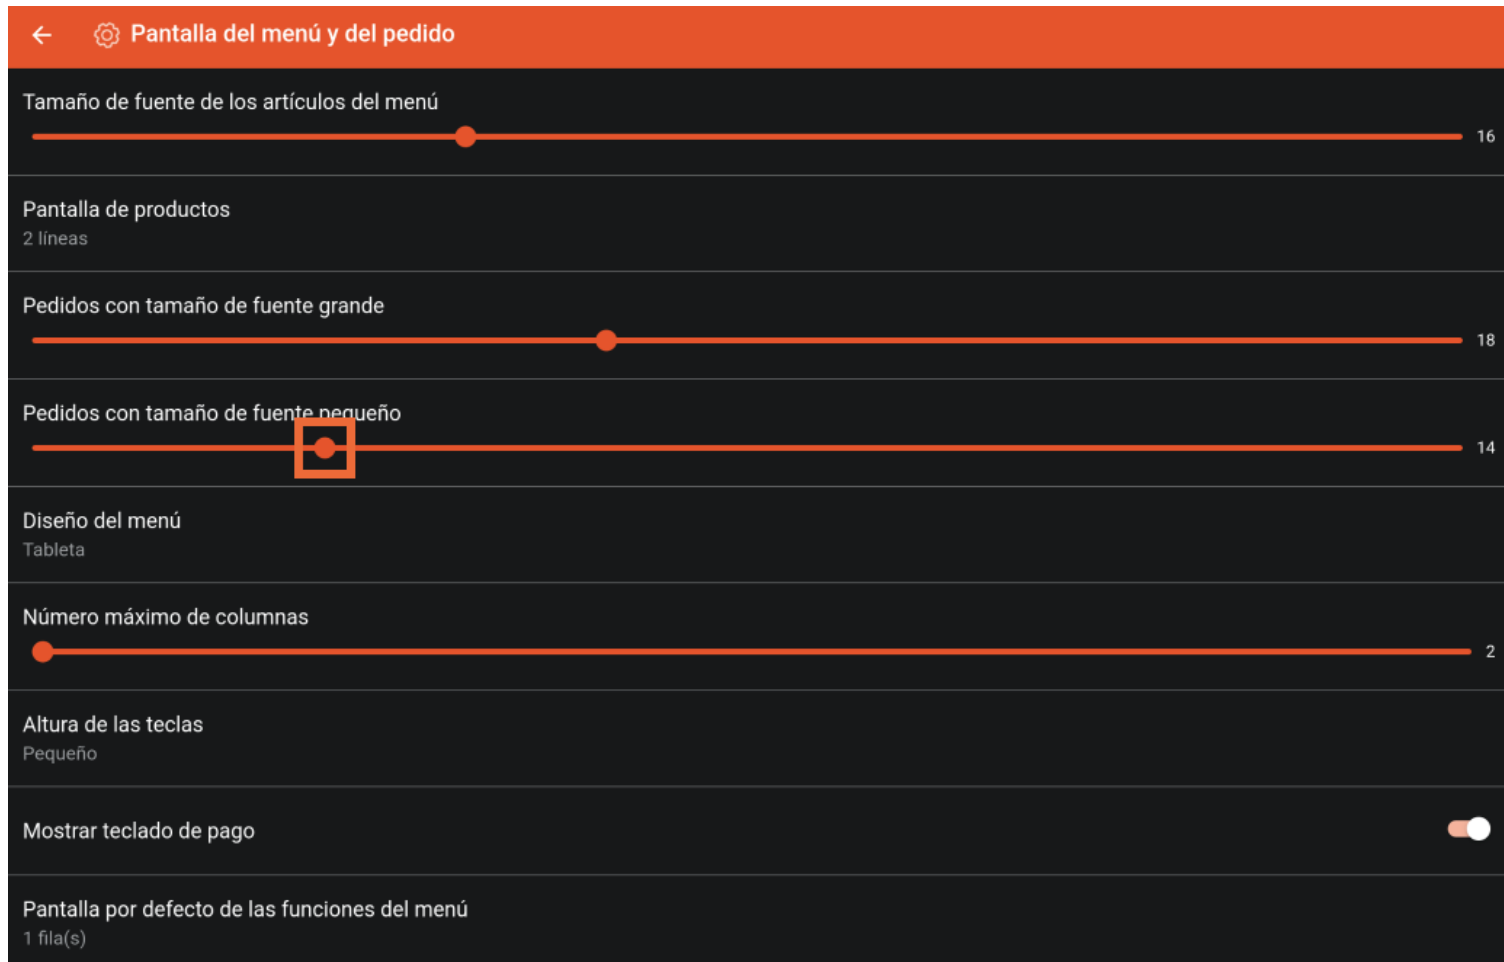 Pantalla del menú y del pedido
Tamaño de fuente de los artículos del menú
16
Pantalla de productos
2 líneas
Pedidos con tamaño de fuente grande
18
Pedidos con tamaño de fuente pequeño
14
Diseño del menú
Tableta
Número máximo de columnas
2
Altura de las teclas
Pequeño
Mostrar teclado de pago
Pantalla por defecto de las funciones del menú
1 fila(s)